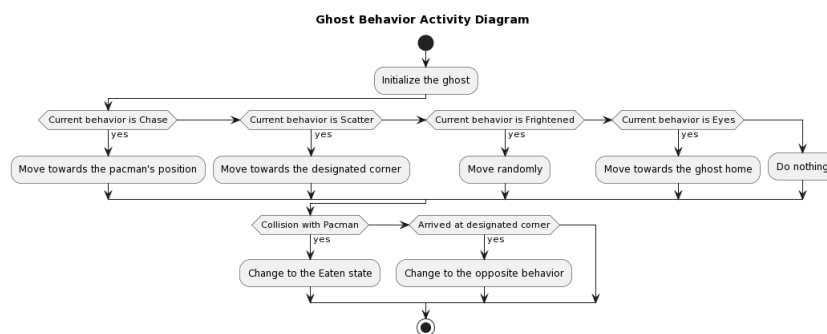 Ghost Behavior Activity Diagram
Initialize the ghost
Current behavior is Chase
Current behavior is Scatter
Current behavior is Frightened
Current behavior is Eyes
yes
yes
yes
yes
Move towards the pacman's position
Move towards the designated corner
Move randomly
Move towards the ghost home
Do nothing
Collision with Pacman
Arrived at designated corner
yes
yes
Change to the Eaten state
Change to the opposite behavior